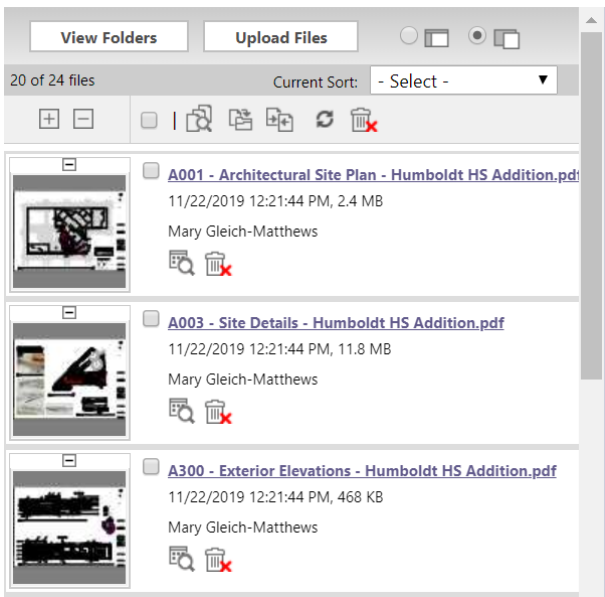 View Folders
Upload Files
20 of 24 files
Current Sort:
- Select -
A001 - Architectural Site Plan - Humboldt HS Addition.pdf
11/22/2019 12:21:44 PM, 2.4 MB
Mary Gleich-Matthews
A003 - Site Details - Humboldt HS Addition.pdf
11/22/2019 12:21:44 PM, 11.8 MB
Mary Gleich-Matthews
A300 - Exterior Elevations - Humboldt HS Addition.pdf
11/22/2019 12:21:44 PM, 468 KB
Mary Gleich-Matthews